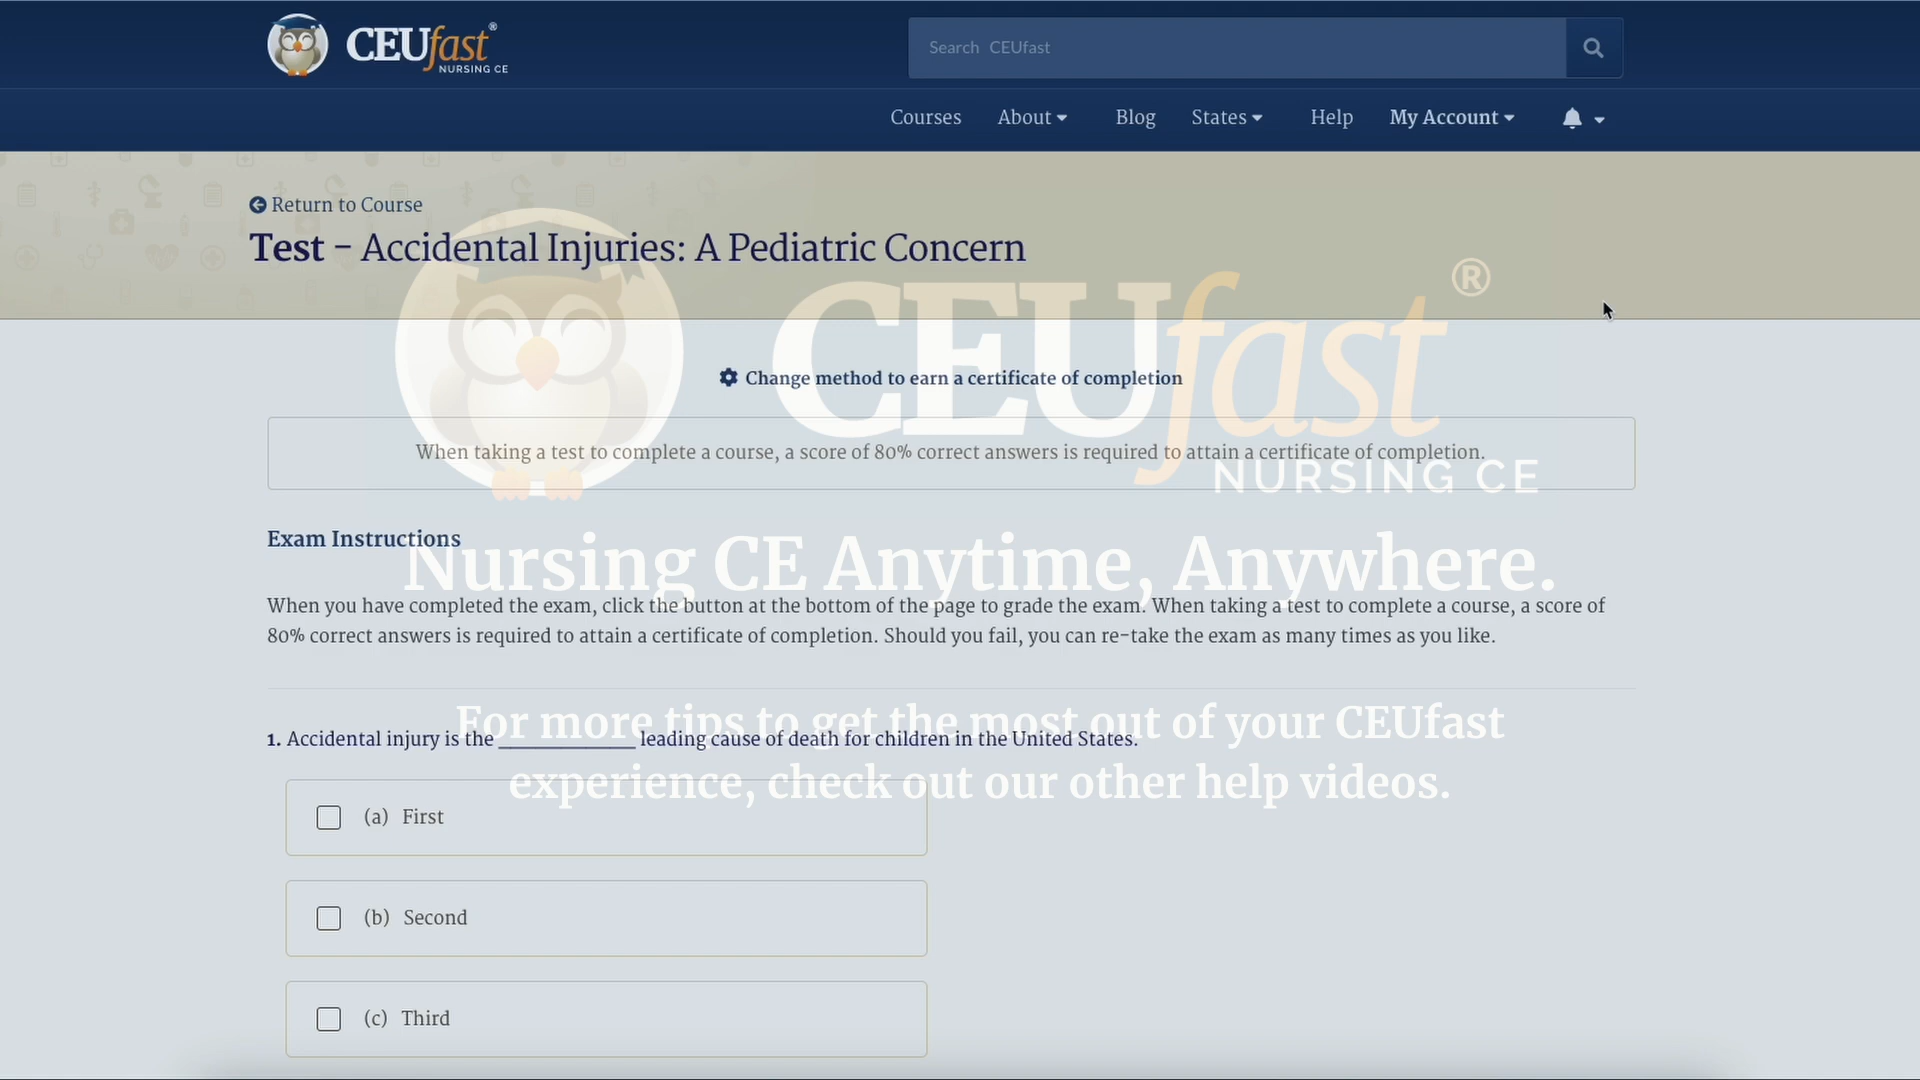 CEUfast®
NURSING CE
Search CEUfast
Courses About Blog States Help My Account
Return to Course
Test - Accidental Injuries: A Pediatric Concern
CEUfast®
NURSING CE
Change method to earn a certificate of completion
When taking a test to complete a course, a score of 80% correct answers is required to attain a certificate of completion.
Exam Instructions
Nursing CE Anytime, Anywhere.
When you have completed the exam, click the button at the bottom of the page to grade the exam. When taking a test to complete a course, a score of
80% correct answers is required to attain a certificate of completion. Should you fail, you can re-take the exam as many times as you like.
For more tips to get the most out of your CEUfast
experience, check out our other help videos.
1. Accidental injury is the ____________ leading cause of death for children in the United States.
(a) First
(b) Second
(c) Third